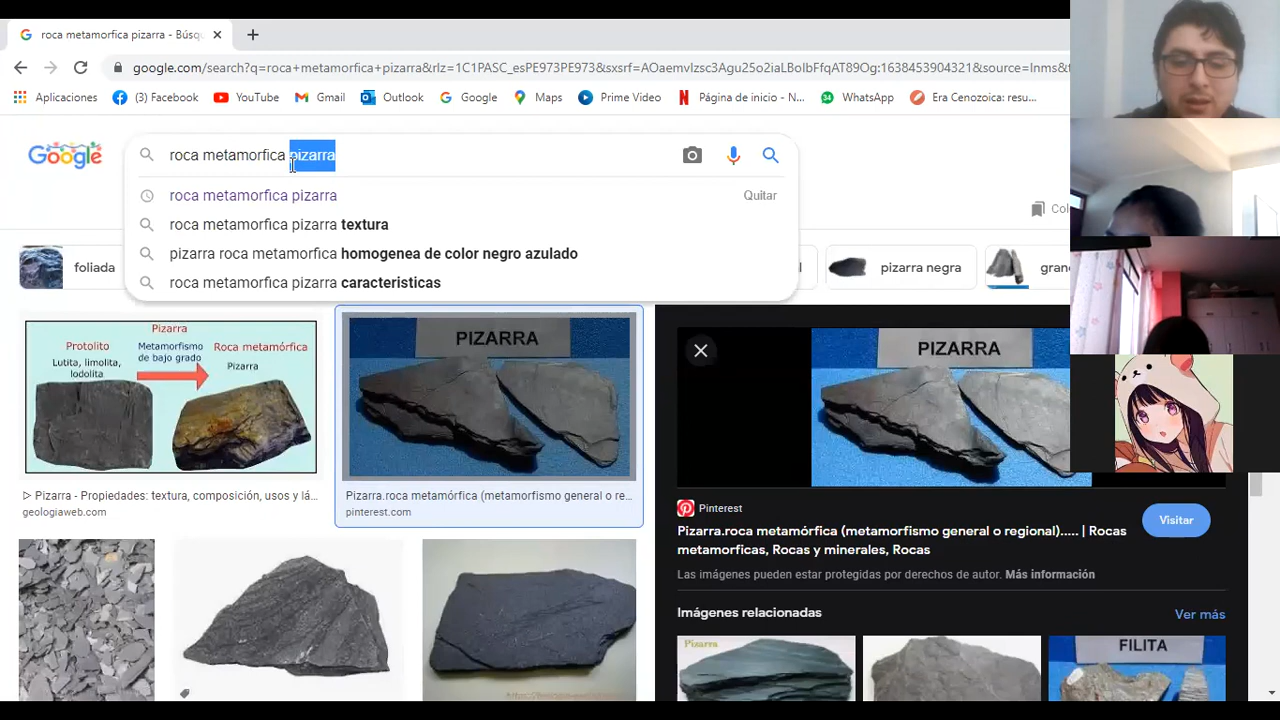 roca metamorfica pizarra - Búsq
google.com/search?q=roca+metamorfica+pizarra&rlz=1C1PASC_esPE973PE973&sxsrf=AOaemvIzsc3Agu25o2iaLBoIbFfqAT89Og:1638453904321&source=lnms&t
Aplicaciones
(3) Facebook
YouTube
Gmail
Outlook
Google
Maps
Prime Video
Página de inicio - N...
34
WhatsApp
Era Cenozoica: resu...
Google
roca metamorfica pizarra
roca metamorfica pizarra
Quitar
roca metamorfica pizarra textura
pizarra roca metamorfica homogenea de color negro azulado
roca metamorfica pizarra caracteristicas
Col
foliada
l
pizarra negra
grano
Pizarra
Protolito
Metamorfismo
de bajo grado
Roca metamórfica
Lutita, limolita,
lodolita
Pizarra
PIZARRA
PIZARRA
Pizarra - Propiedades: textura, composición, usos y lá...
geologiaweb.com
Pizarra.roca metamórfica (metamorfismo general o re...
pinterest.com
Pinterest
Pizarra.roca metamórfica (metamorfismo general o regional)..... | Rocas
metamorficas, Rocas y minerales, Rocas
Visitar
Las imágenes pueden estar protegidas por derechos de autor. Más información
Imágenes relacionadas
Ver más
Pizarra
FILITA